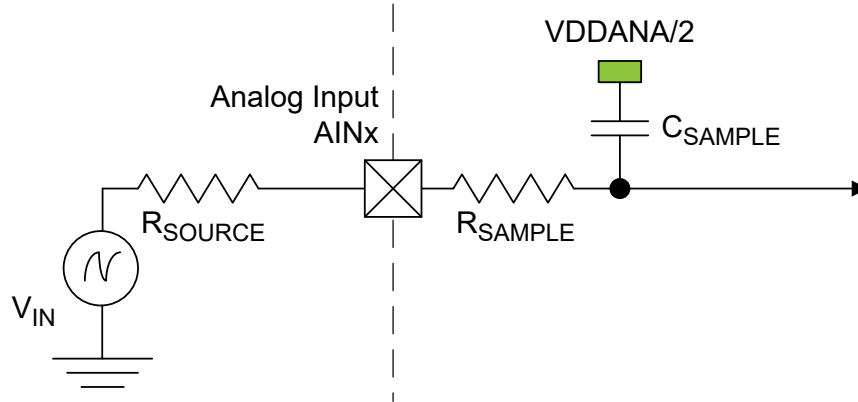 VDDANA/2
Analog Input
AINx
CSAMPLE
RSOURCE
RSAMPLE
VIN